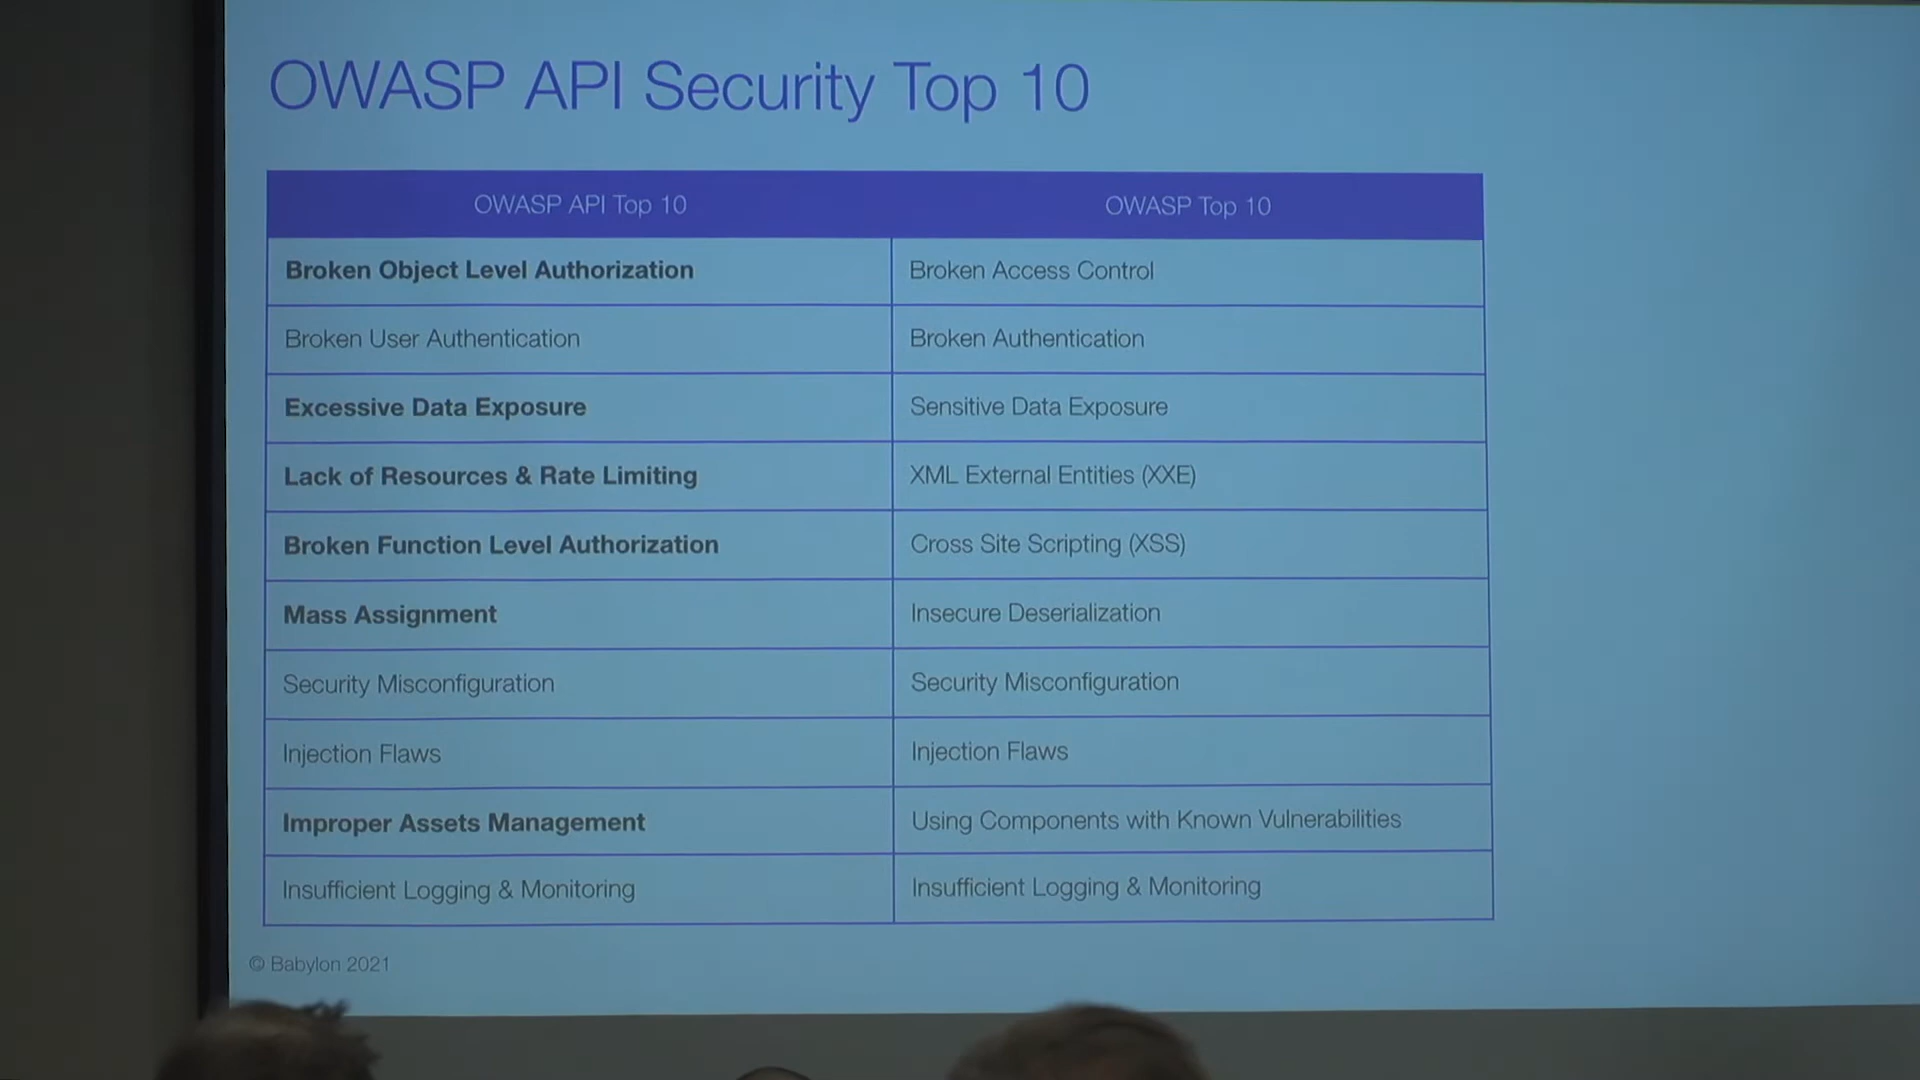 OWASP API Security Top 10
OWASP API Top 10 OWASP Top 10
Broken Object Level Authorization Broken Access Control
Broken User Authentication Broken Authentication
Excessive Data Exposure Sensitive Data Exposure
Lack of Resources & Rate Limiting XML External Entities (XXE)
Broken Function Level Authorization Cross Site Scripting (XSS)
Mass Assignment Insecure Deserialization
Security Misconfiguration Security Misconfiguration
Injection Flaws Injection Flaws
Improper Assets Management Using Components with Known Vulnerabilities
Insufficient Logging & Monitoring Insufficient Logging & Monitoring
© Babylon 2021